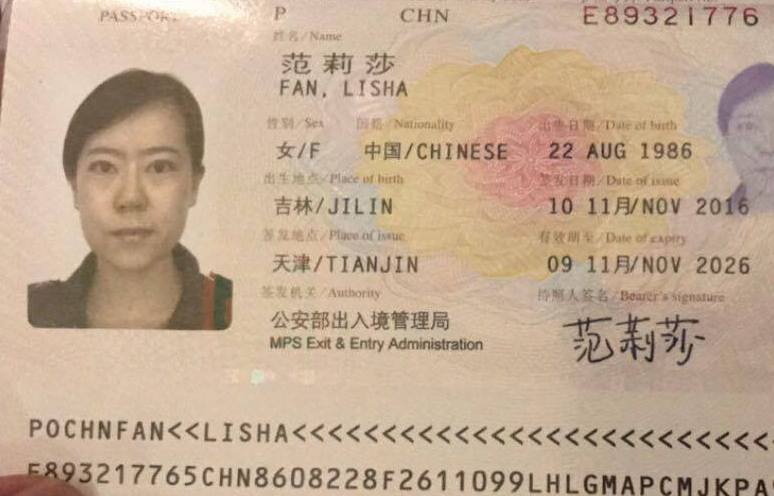 PASSPORT P CHN E89321776
姓名/Name
范莉莎
FAN, LISHA
性别/Sex 国籍/Nationality 出生日期/Date of birth
女/F 中国/CHINESE 22 AUG 1986
出生地点/Place of birth 签发日期/Date of issue
吉林/JILIN 10 11月/NOV 2016
签发地点/Place of issue 有效期至/Date of expiry
天津/TIANJIN 09 11月/NOV 2026
签发机关/Authority 持照人签名/Bearer's signature
公安部出入境管理局 范莉莎
MPS Exit & Entry Administration
POCHNFAN<<LISHA<<<<<<<<<<<<<<<<<<<<<<<<<<<<
E893217765CHN8608228F2611099LHLGMAPCMJKPA